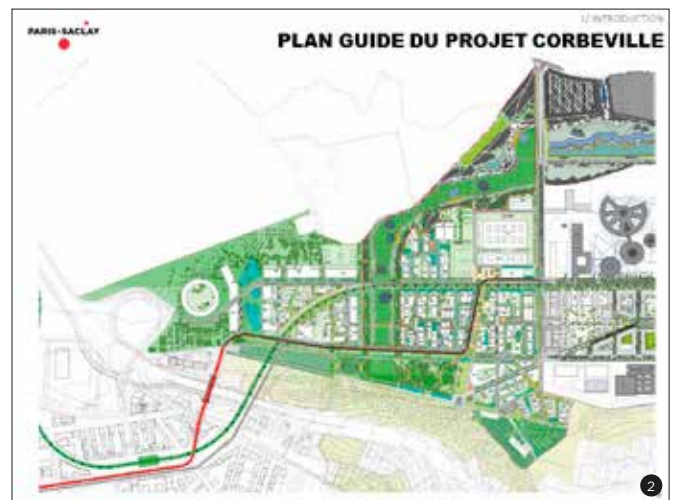 PARIS-SACLAY
1/ INTRODUCTION
PLAN GUIDE DU PROJET CORBEVILLE
2